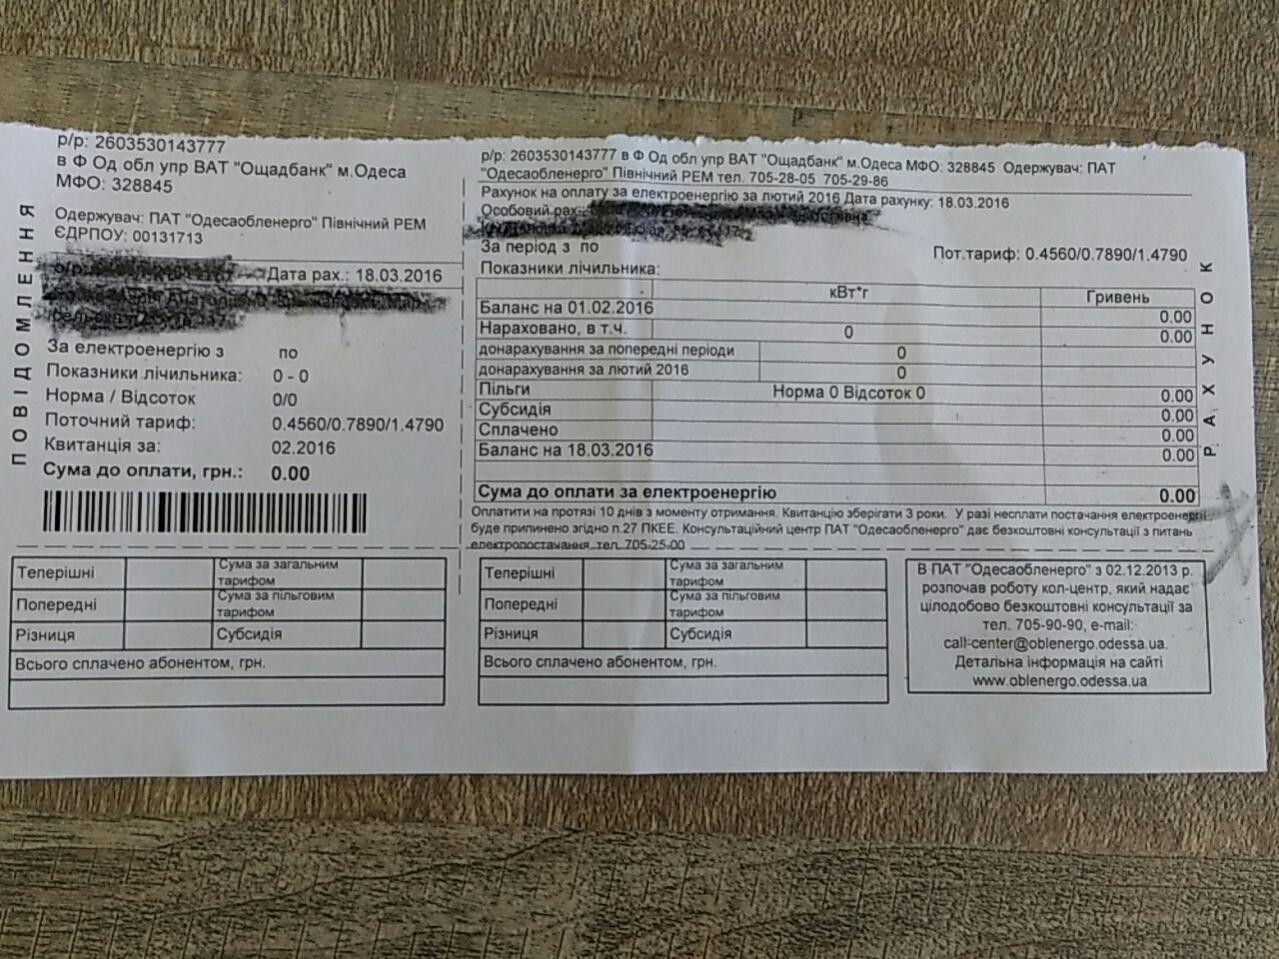 ПОВІДОМЛЕННЯ
р/р: 2603530143777
в Ф Од обл упр ВАТ "Ощадбанк" м.Одеса
МФО: 328845
Одержувач: ПАТ "Одесаобленерго" Північний РЕМ
ЄДРПОУ: 00131713
о/р: Дата рах.: 18.03.2016
За електроенергію з по
Показники лічильника: 0 - 0
Норма / Відсоток 0/0
Поточний тариф: 0.4560/0.7890/1.4790
Квитанція за: 02.2016
Сума до оплати, грн.: 0.00
Теперішні Сума за загальним тарифом
Попередні Сума за пільговим тарифом
Різниця Субсидія
Всього сплачено абонентом, грн.
р/р: 2603530143777 в Ф Од обл упр ВАТ "Ощадбанк" м.Одеса МФО: 328845 Одержувач: ПАТ
"Одесаобленерго" Північний РЕМ тел. 705-28-05 705-29-86
Рахунок на оплату за електроенергію за лютий 2016 Дата рахунку: 18.03.2016
Особовий рах.:
За період з по Пот.тариф: 0.4560/0.7890/1.4790
Показники лічильника:
кВт*г Гривень
Баланс на 01.02.2016 0.00
Нараховано, в т.ч. 0 0.00
донарахування за попередні періоди 0
донарахування за лютий 2016 0
Пільги Норма 0 Відсоток 0 0.00
Субсидія 0.00
Сплачено 0.00
Баланс на 18.03.2016 0.00
Сума до оплати за електроенергію 0.00
Оплатити на протязі 10 днів з моменту отримання. Квитанцію зберігати 3 роки. У разі несплати постачання електроенергії
буде припинено згідно п.27 ПКЕЕ. Консультаційний центр ПАТ "Одесаобленерго" дає безкоштовні консультації з питань
електропостачання тел. 705-25-00
РАХУНОК
Теперішні Сума за загальним тарифом
Попередні Сума за пільговим тарифом
Різниця Субсидія
Всього сплачено абонентом, грн.
В ПАТ "Одесаобленерго" з 02.12.2013 р.
розпочав роботу кол-центр, який надає
цілодобово безкоштовні консультації за
тел. 705-90-90, e-mail:
call-center@oblenergo.odessa.ua.
Детальна інформація на сайті
www.oblenergo.odessa.ua